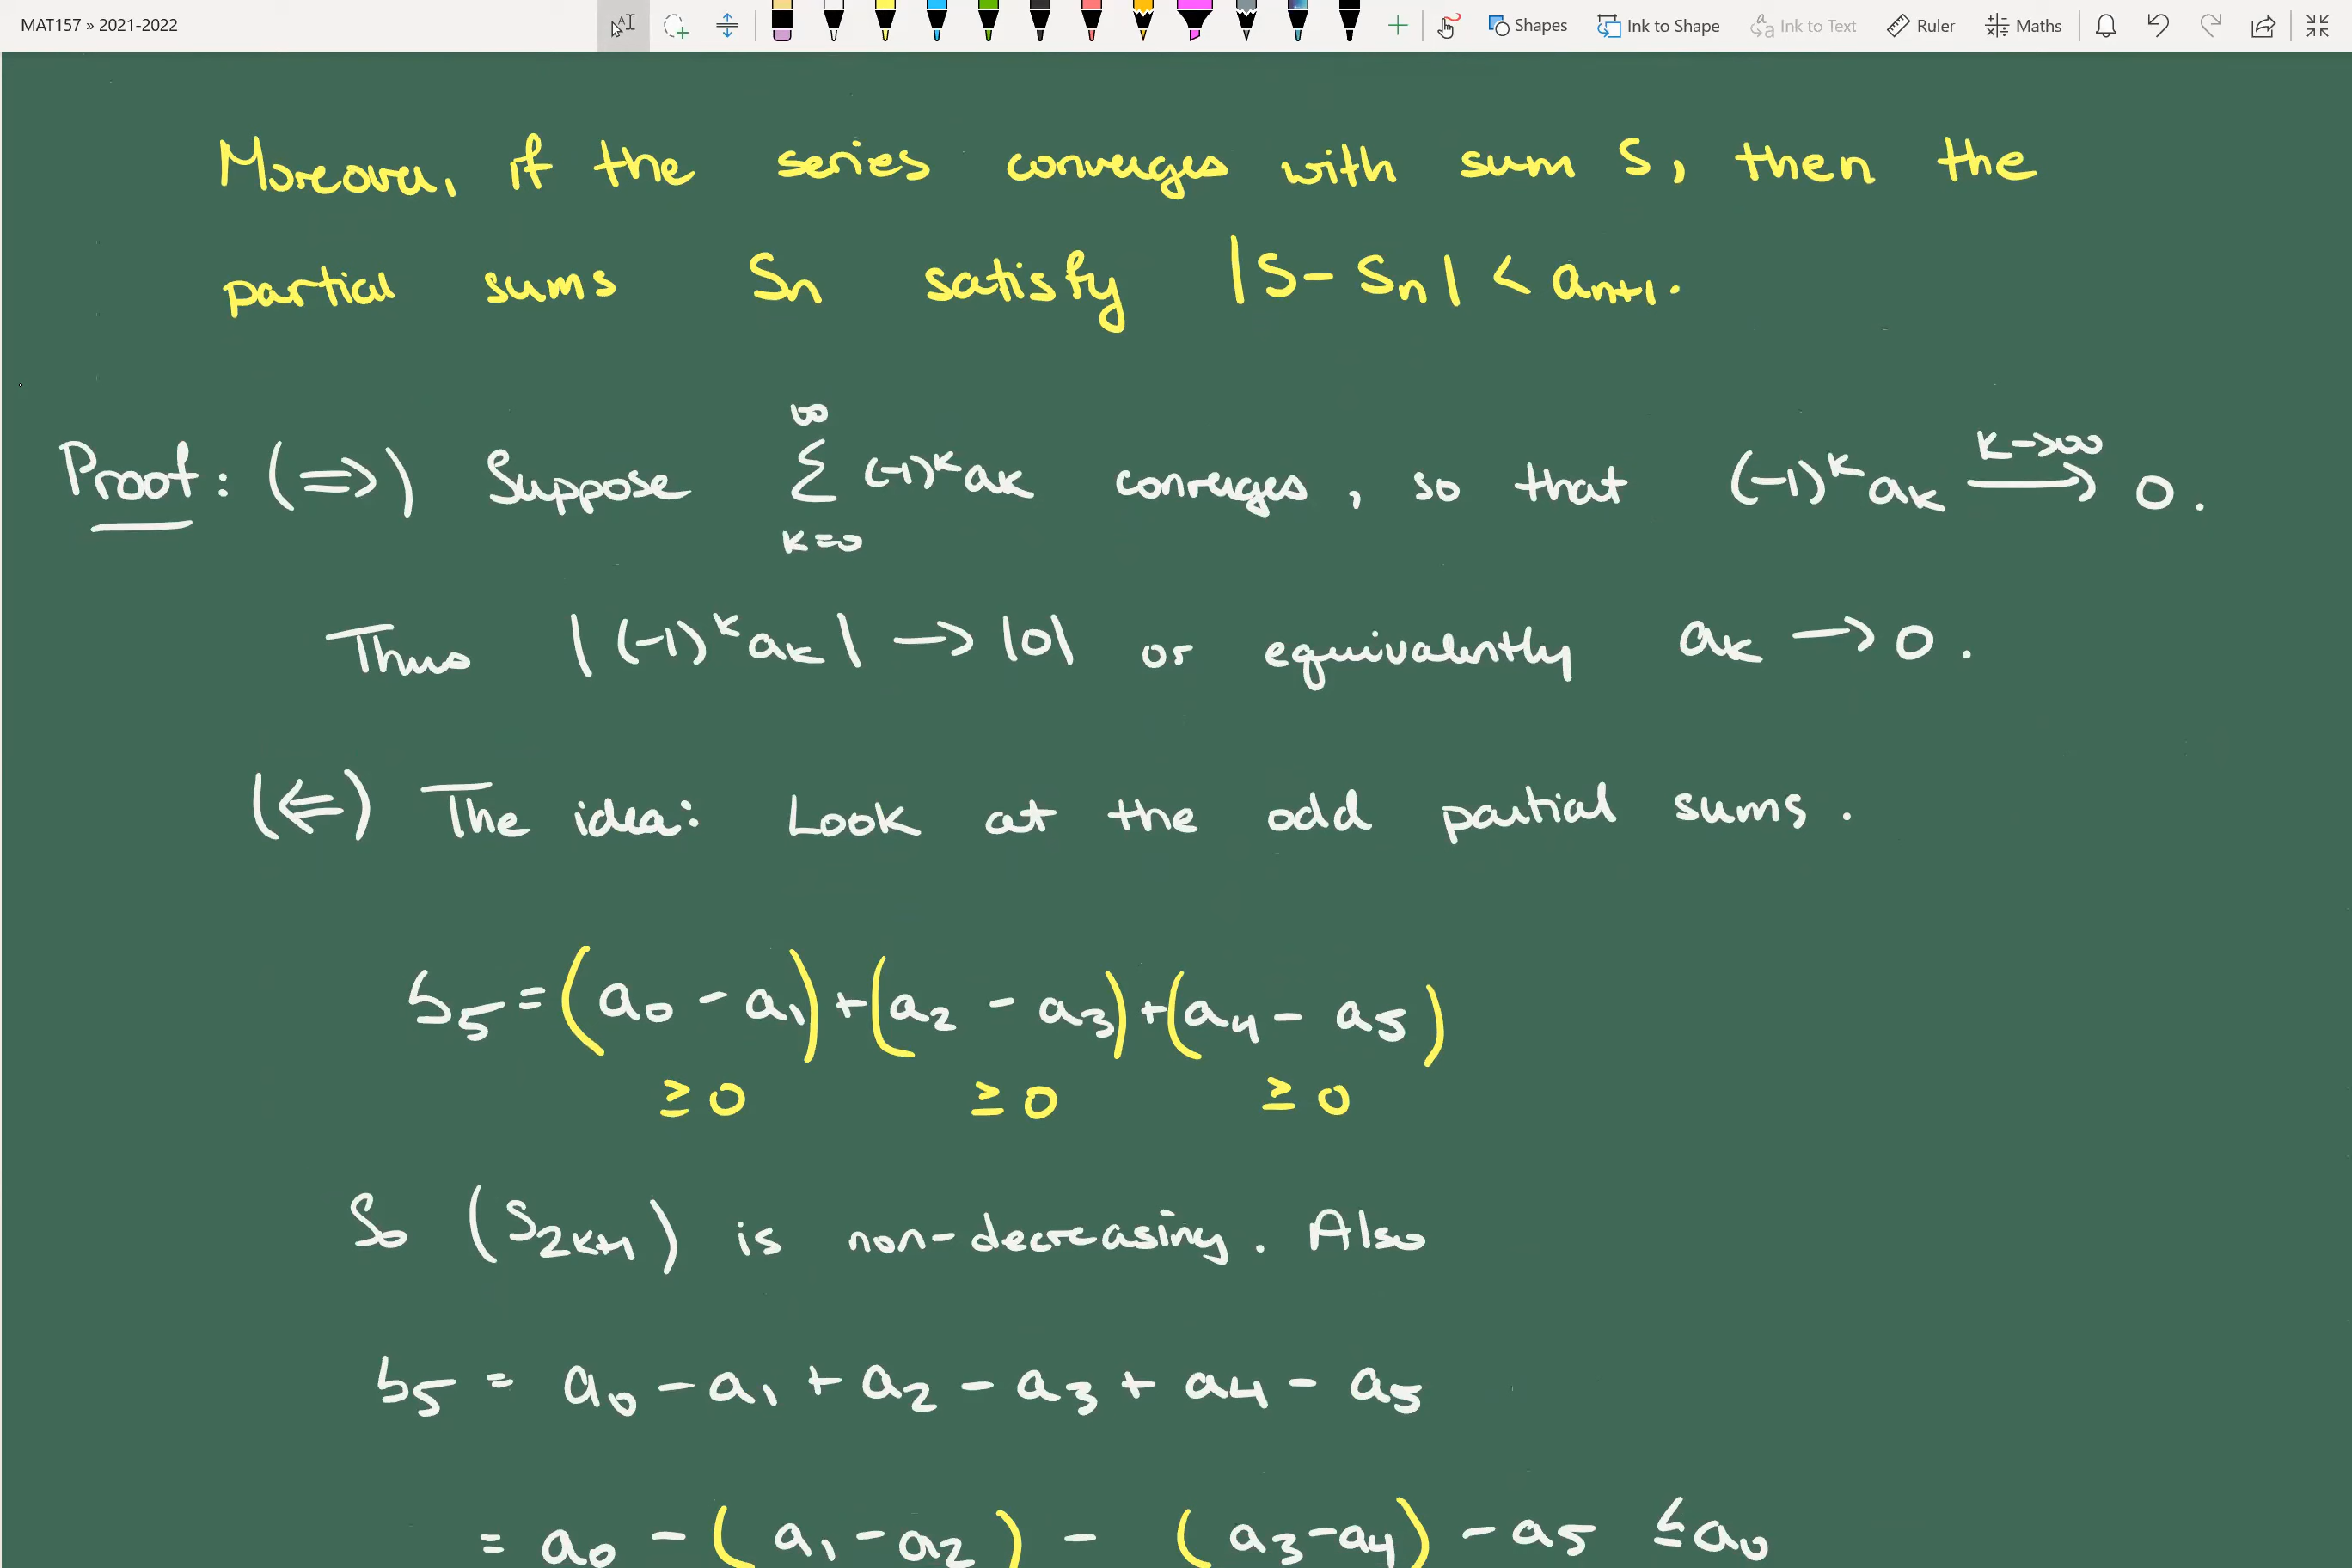 MAT157 » 2021-2022
Shapes Ink to Shape Ink to Text Ruler Maths
Moreover, if the series converges with sum S, then the
partial sums Sn satisfy |S - Sn| < an+1.
∞
Proof: (⇒) Suppose Σ (-1)^k ak converges, so that (-1)^k ak ⟶ 0. k→∞
k=0
Thus |(-1)^k ak| → |0| or equivalently ak → 0.
(⇐) The idea: Look at the odd partial sums.
S5 = (a0 - a1) + (a2 - a3) + (a4 - a5)
≥ 0 ≥ 0 ≥ 0
So (S2k+1) is non-decreasing. Also
S5 = a0 - a1 + a2 - a3 + a4 - a5
= a0 - (a1 - a2) - (a3 - a4) - a5 ≤ a0